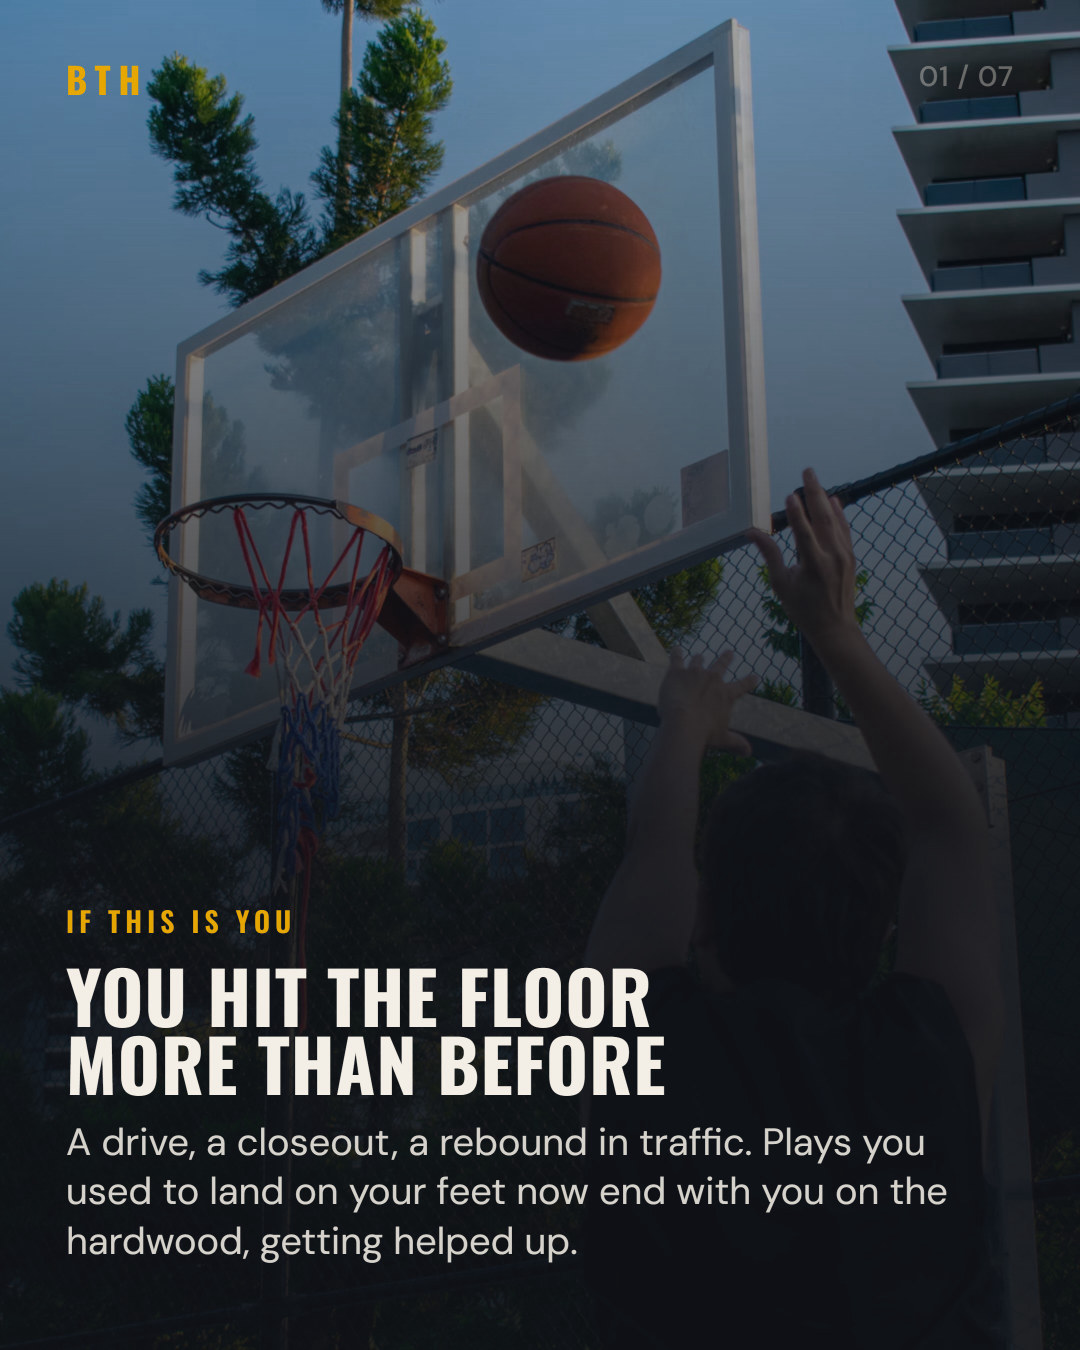 BTH
01 / 07
IF THIS IS YOU
YOU HIT THE FLOOR
MORE THAN BEFORE
A drive, a closeout, a rebound in traffic. Plays you
used to land on your feet now end with you on the
hardwood, getting helped up.